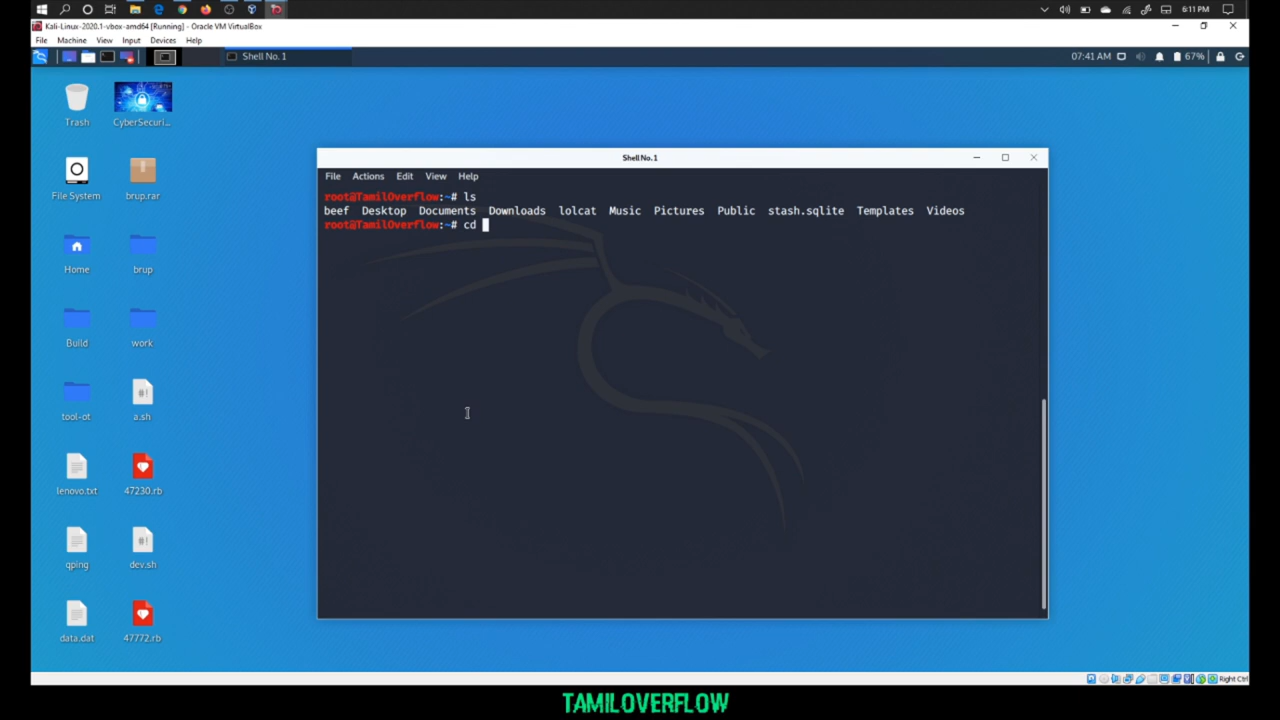 6:11 PM
Kali-Linux-2020.1-vbox-amd64 [Running] - Oracle VM VirtualBox
File Machine View Input Devices Help
Shell No. 1
07:41 AM
67%
Trash
CyberSecuri...
File System
brup.rar
Home
brup
Build
work
tool-ot
a.sh
lenovo.txt
47230.rb
qping
dev.sh
data.dat
47772.rb
Shell No. 1
File Actions Edit View Help
root@TamilOverflow:~# ls
beef Desktop Documents Downloads lolcat Music Pictures Public stash.sqlite Templates Videos
root@TamilOverflow:~# cd
Right Ctrl
TAMILOVERFLOW